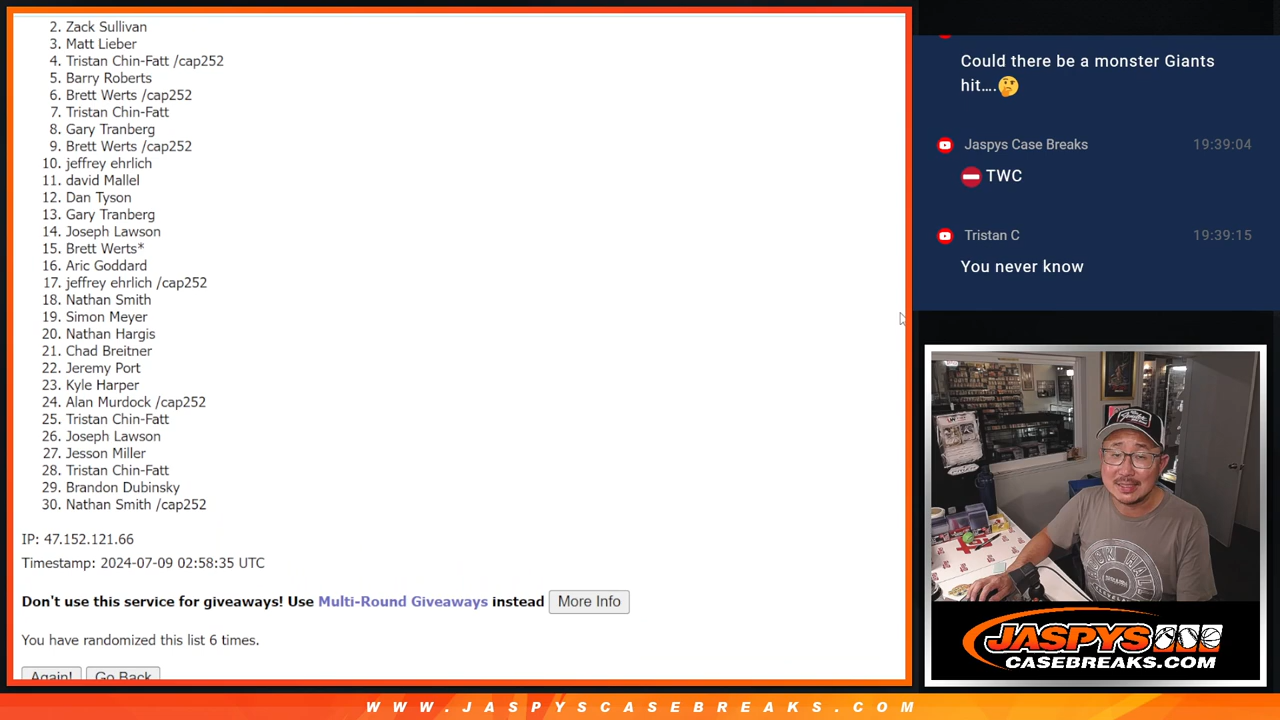 2. Zack Sullivan
3. Matt Lieber
4. Tristan Chin-Fatt /cap252
5. Barry Roberts
6. Brett Werts /cap252
7. Tristan Chin-Fatt
8. Gary Tranberg
9. Brett Werts /cap252
10. jeffrey ehrlich
11. david Mallel
12. Dan Tyson
13. Gary Tranberg
14. Joseph Lawson
15. Brett Werts*
16. Aric Goddard
17. jeffrey ehrlich /cap252
18. Nathan Smith
19. Simon Meyer
20. Nathan Hargis
21. Chad Breitner
22. Jeremy Port
23. Kyle Harper
24. Alan Murdock /cap252
25. Tristan Chin-Fatt
26. Joseph Lawson
27. Jesson Miller
28. Tristan Chin-Fatt
29. Brandon Dubinsky
30. Nathan Smith /cap252
IP: 47.152.121.66
Timestamp: 2024-07-09 02:58:35 UTC
Don't use this service for giveaways! Use Multi-Round Giveaways instead More Info
You have randomized this list 6 times.
Again! Go Back
Could there be a monster Giants
hit....🤔
Jaspys Case Breaks 19:39:04
⛔ TWC
Tristan C 19:39:15
You never know
JASPYS
CASEBREAKS.COM
WWW.JASPYSCASEBREAKS.COM